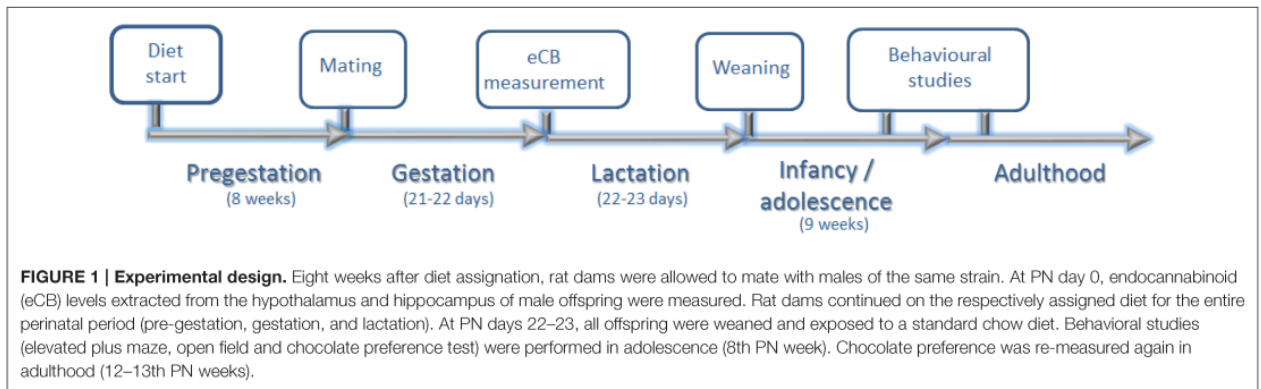 Diet
start
Mating
eCB
measurement
Weaning
Behavioural
studies
Pregestation
(8 weeks)
Gestation
(21-22 days)
Lactation
(22-23 days)
Infancy /
adolescence
(9 weeks)
Adulthood
FIGURE 1 | Experimental design. Eight weeks after diet assignation, rat dams were allowed to mate with males of the same strain. At PN day 0, endocannabinoid
(eCB) levels extracted from the hypothalamus and hippocampus of male offspring were measured. Rat dams continued on the respectively assigned diet for the entire
perinatal period (pre-gestation, gestation, and lactation). At PN days 22–23, all offspring were weaned and exposed to a standard chow diet. Behavioral studies
(elevated plus maze, open field and chocolate preference test) were performed in adolescence (8th PN week). Chocolate preference was re-measured again in
adulthood (12–13th PN weeks).